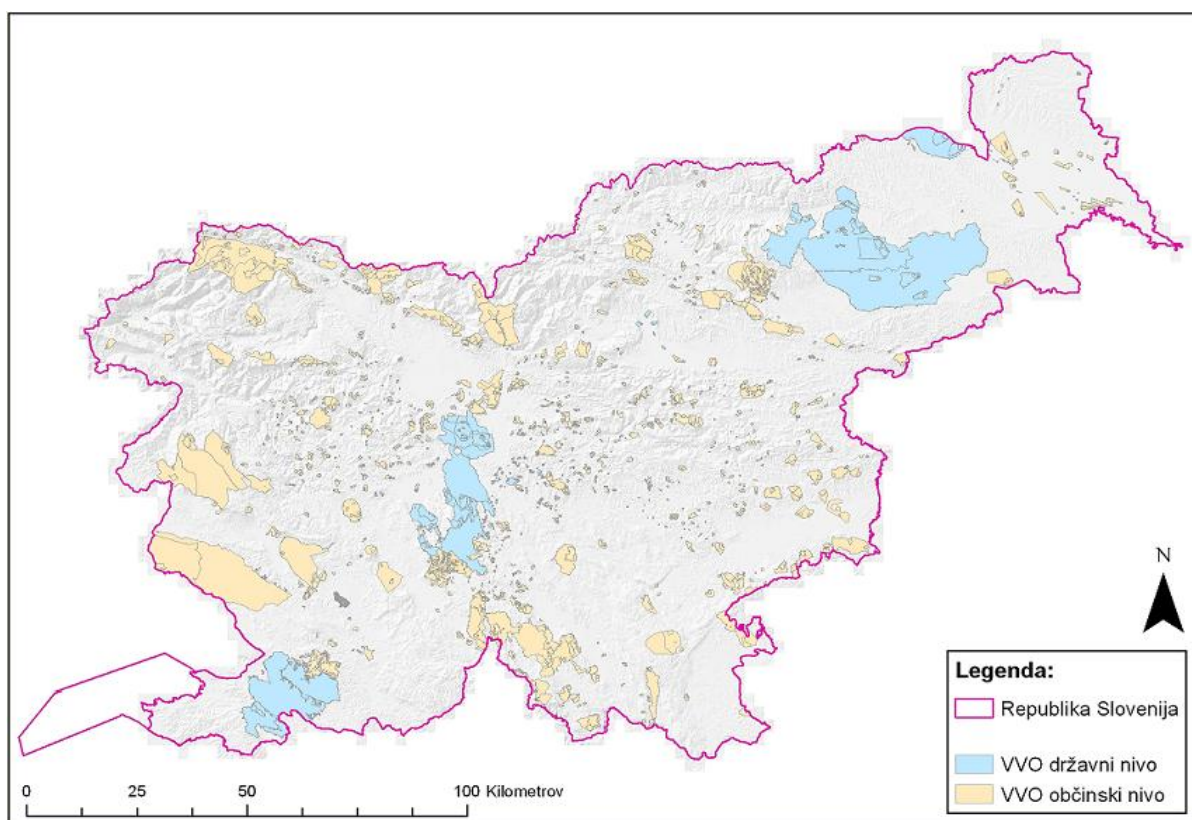 N
Legenda:
Republika Slovenija
VVO državni nivo
VVO občinski nivo
0 25 50 100 Kilometrov